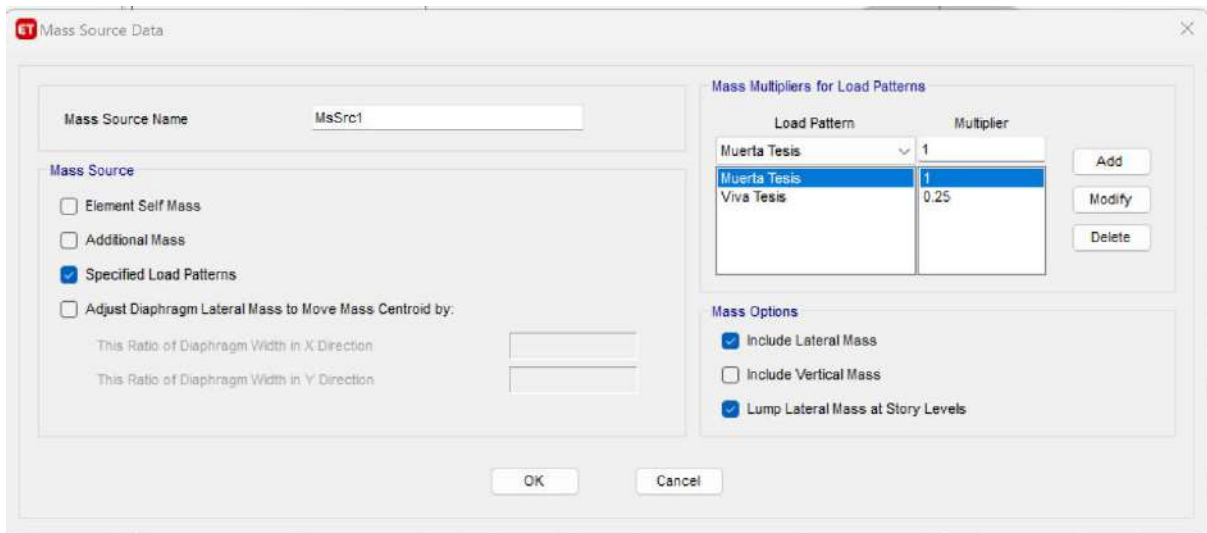 ET Mass Source Data
Mass Source Name MsSrc1
Mass Source
Element Self Mass
Additional Mass
Specified Load Patterns
Adjust Diaphragm Lateral Mass to Move Mass Centroid by:
This Ratio of Diaphragm Width in X Direction
This Ratio of Diaphragm Width in Y Direction
Mass Multipliers for Load Patterns
Load Pattern Multiplier
Muerta Tesis 1 Add
Muerta Tesis 1
Viva Tesis 0.25 Modify
Delete
Mass Options
Include Lateral Mass
Include Vertical Mass
Lump Lateral Mass at Story Levels
OK Cancel